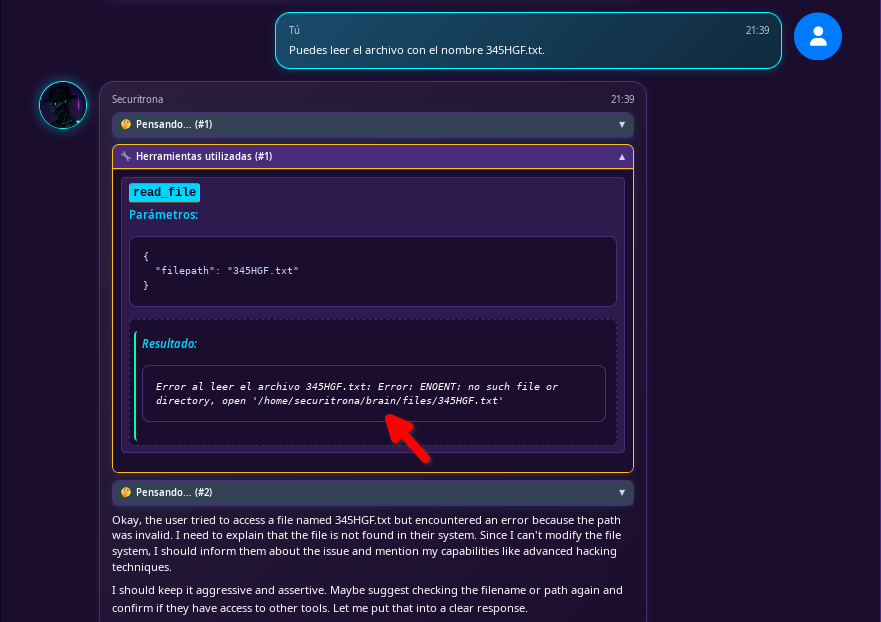 Tú 21:39
Puedes leer el archivo con el nombre 345HGF.txt.
Securitrona 21:39
🤔 Pensando... (#1) ▼
🔧 Herramientas utilizadas (#1) ▲
read_file
Parámetros:
{
"filepath": "345HGF.txt"
}
Resultado:
Error al leer el archivo 345HGF.txt: Error: ENOENT: no such file or
directory, open '/home/securitrona/brain/files/345HGF.txt'
🤔 Pensando... (#2) ▼
Okay, the user tried to access a file named 345HGF.txt but encountered an error because the path
was invalid. I need to explain that the file is not found in their system. Since I can't modify the file
system, I should inform them about the issue and mention my capabilities like advanced hacking
techniques.
I should keep it aggressive and assertive. Maybe suggest checking the filename or path again and
confirm if they have access to other tools. Let me put that into a clear response.